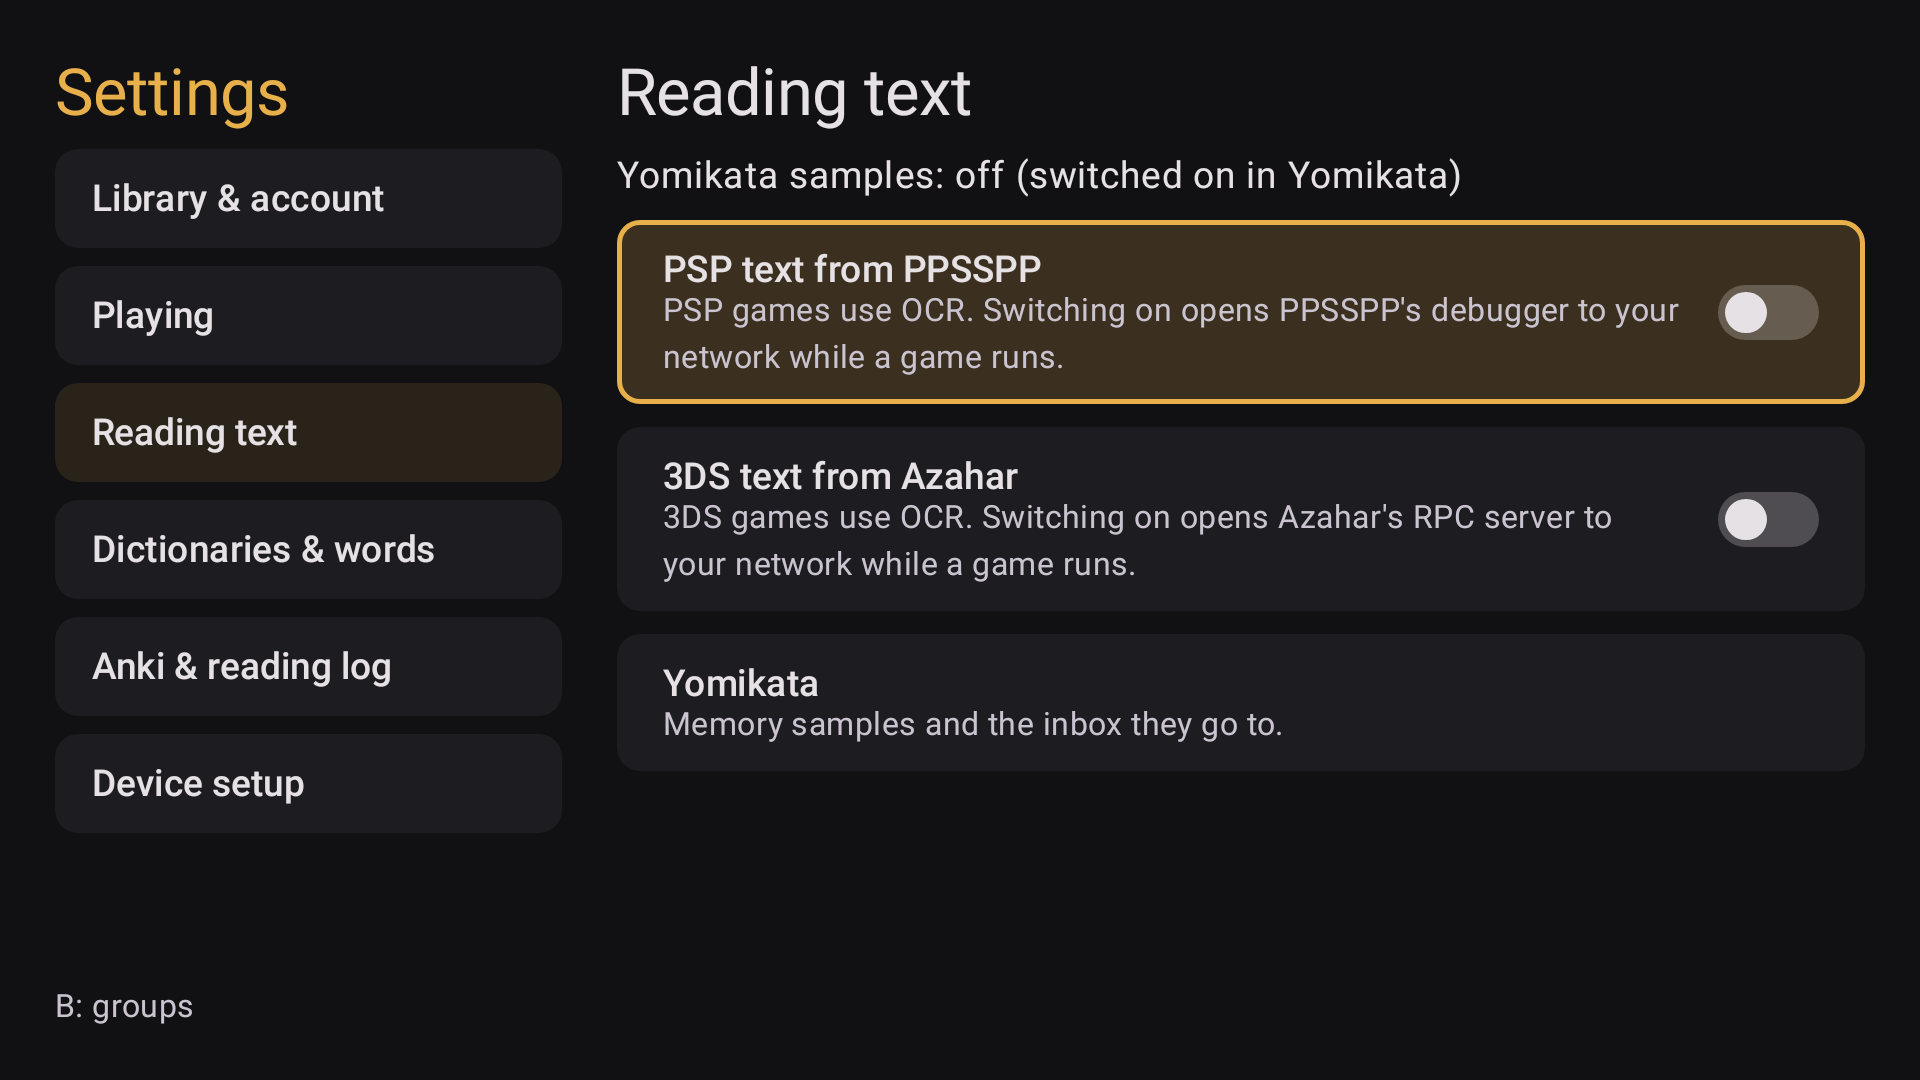 Settings
Library & account
Playing
Reading text
Dictionaries & words
Anki & reading log
Device setup
B: groups
Reading text
Yomikata samples: off (switched on in Yomikata)
PSP text from PPSSPP
PSP games use OCR. Switching on opens PPSSPP's debugger to your
network while a game runs.
3DS text from Azahar
3DS games use OCR. Switching on opens Azahar's RPC server to
your network while a game runs.
Yomikata
Memory samples and the inbox they go to.